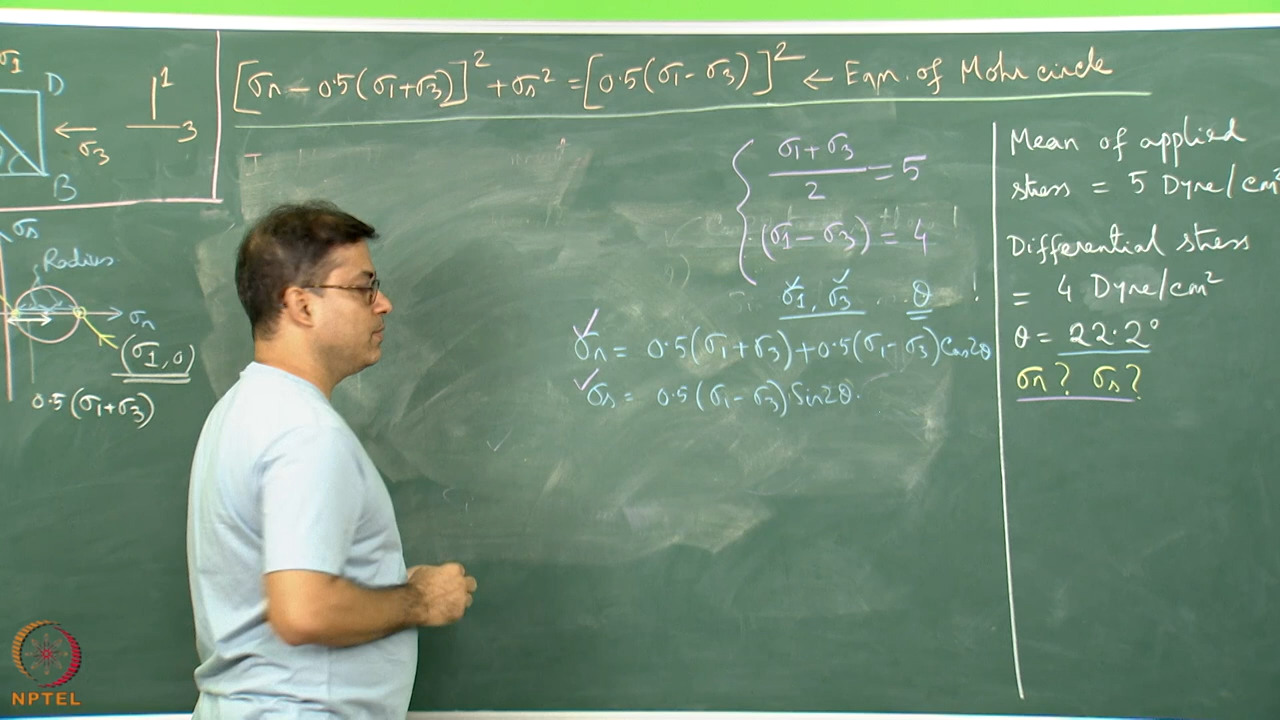 [σn − 0.5(σ1+σ3)]² + σs² = [0.5(σ1−σ3)]² ← Eqn. of Mohr circle
σ1
D
1
3
σ3
B
σs
Radius
σn
(σ1, 0)
0.5(σ1+σ3)
(σ1+σ3)/2 = 5
(σ1−σ3) = 4
σ1, σ3 θ !
σn = 0.5(σ1+σ3)+0.5(σ1−σ3)Cos2θ
σs = 0.5(σ1−σ3) Sin2θ.
Mean of applied
stress = 5 Dyne/cm²
Differential stress
= 4 Dyne/cm²
θ = 22.2°
σn? σs?
NPTEL